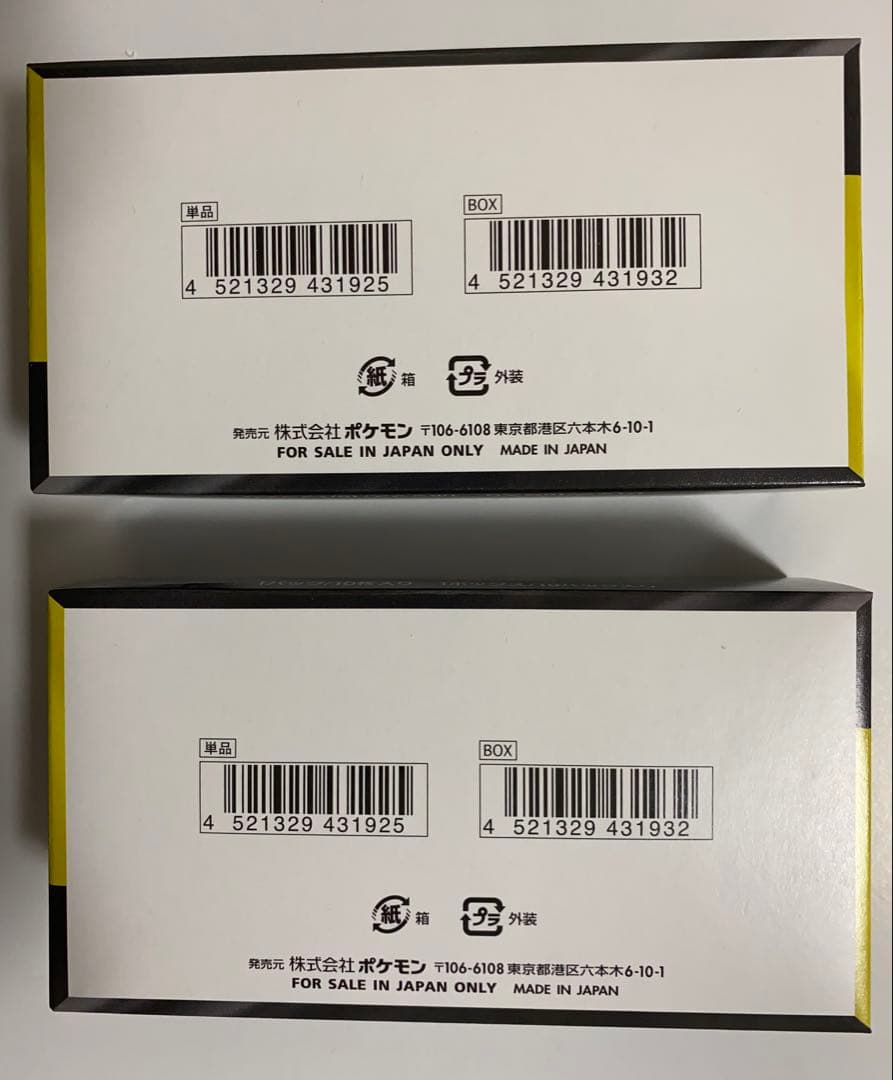 単品
BOX
4 521329 431925
4 521329 431932
紙 箱
プラ 外装
発売元 株式会社 ポケモン 〒106-6108 東京都港区六本木6-10-1
FOR SALE IN JAPAN ONLY MADE IN JAPAN
単品
BOX
4 521329 431925
4 521329 431932
紙 箱
プラ 外装
発売元 株式会社 ポケモン 〒106-6108 東京都港区六本木6-10-1
FOR SALE IN JAPAN ONLY MADE IN JAPAN